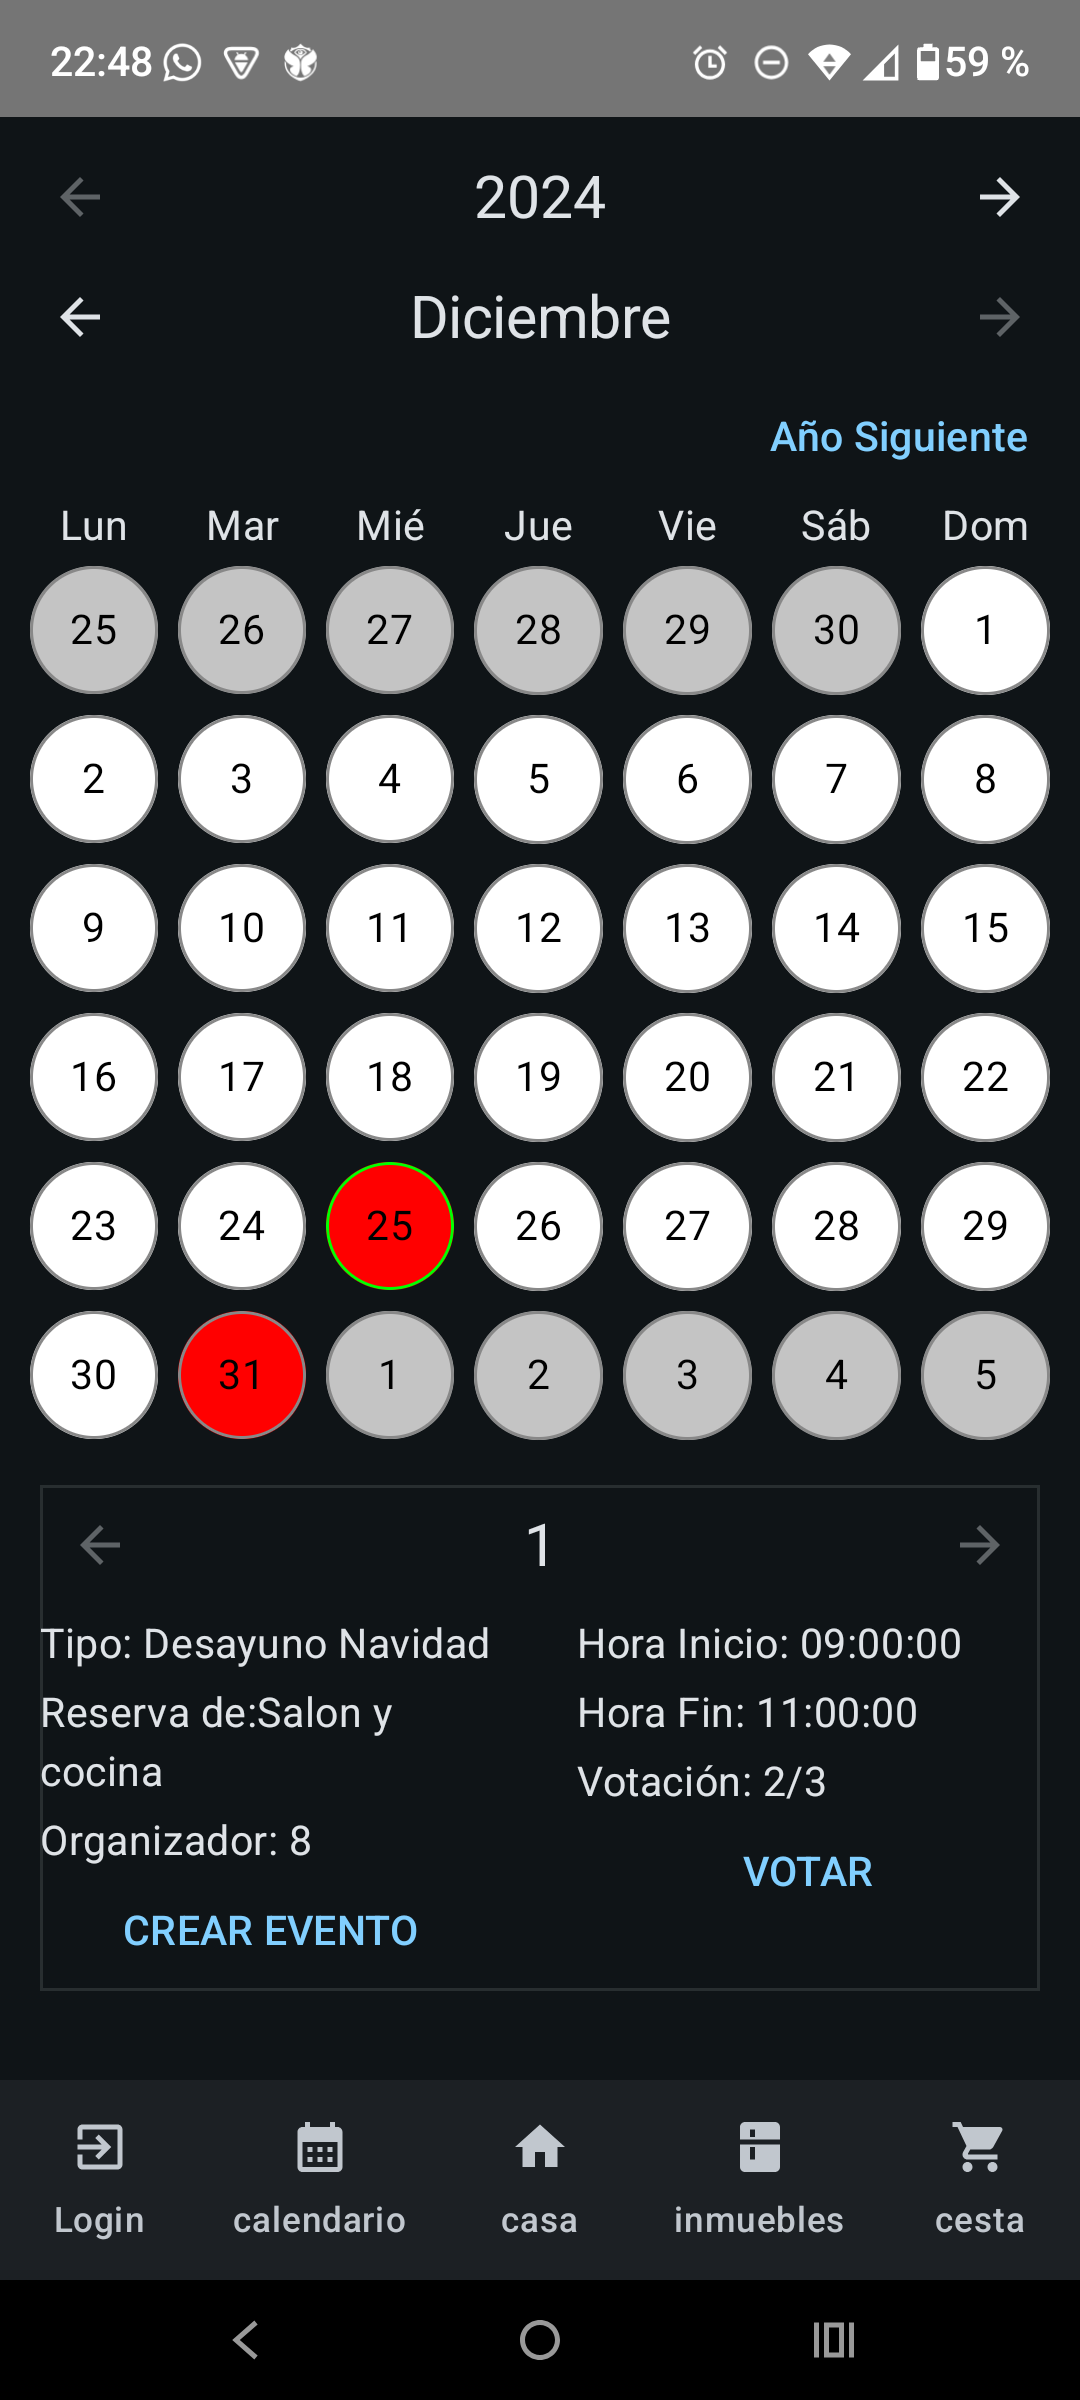 22:48 59 %
2024
Diciembre
Año Siguiente
Lun Mar Mié Jue Vie Sáb Dom
25 26 27 28 29 30 1
2 3 4 5 6 7 8
9 10 11 12 13 14 15
16 17 18 19 20 21 22
23 24 25 26 27 28 29
30 31 1 2 3 4 5
1
Tipo: Desayuno Navidad
Reserva de:Salon y
cocina
Organizador: 8
CREAR EVENTO
Hora Inicio: 09:00:00
Hora Fin: 11:00:00
Votación: 2/3
VOTAR
Login calendario casa inmuebles cesta